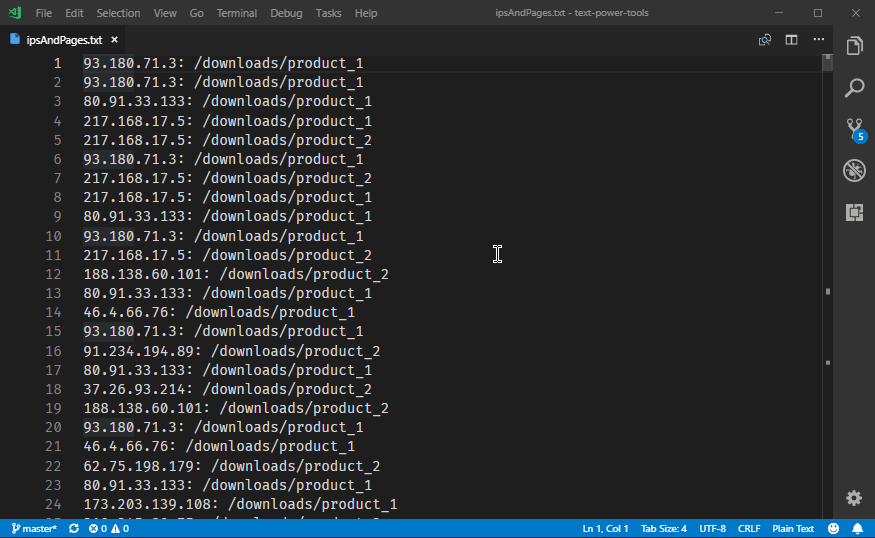 File Edit Selection View Go Terminal Debug Tasks Help ipsAndPages.txt - text-power-tools
ipsAndPages.txt ×
1 93.180.71.3: /downloads/product_1
2 93.180.71.3: /downloads/product_1
3 80.91.33.133: /downloads/product_1
4 217.168.17.5: /downloads/product_1
5 217.168.17.5: /downloads/product_2
6 93.180.71.3: /downloads/product_1
7 217.168.17.5: /downloads/product_2
8 217.168.17.5: /downloads/product_1
9 80.91.33.133: /downloads/product_1
10 93.180.71.3: /downloads/product_1
11 217.168.17.5: /downloads/product_2
12 188.138.60.101: /downloads/product_2
13 80.91.33.133: /downloads/product_1
14 46.4.66.76: /downloads/product_1
15 93.180.71.3: /downloads/product_1
16 91.234.194.89: /downloads/product_2
17 80.91.33.133: /downloads/product_1
18 37.26.93.214: /downloads/product_2
19 188.138.60.101: /downloads/product_2
20 93.180.71.3: /downloads/product_1
21 46.4.66.76: /downloads/product_1
22 62.75.198.179: /downloads/product_2
23 80.91.33.133: /downloads/product_1
24 173.203.139.108: /downloads/product_1
5
master* 0 0 Ln 1, Col 1 Tab Size: 4 UTF-8 CRLF Plain Text